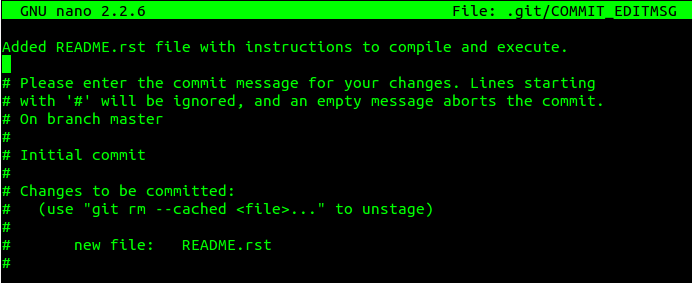 GNU nano 2.2.6 File: .git/COMMIT_EDITMSG
Added README.rst file with instructions to compile and execute.
# Please enter the commit message for your changes. Lines starting
# with '#' will be ignored, and an empty message aborts the commit.
# On branch master
#
# Initial commit
#
# Changes to be committed:
#   (use "git rm --cached <file>..." to unstage)
#
#       new file:   README.rst
#